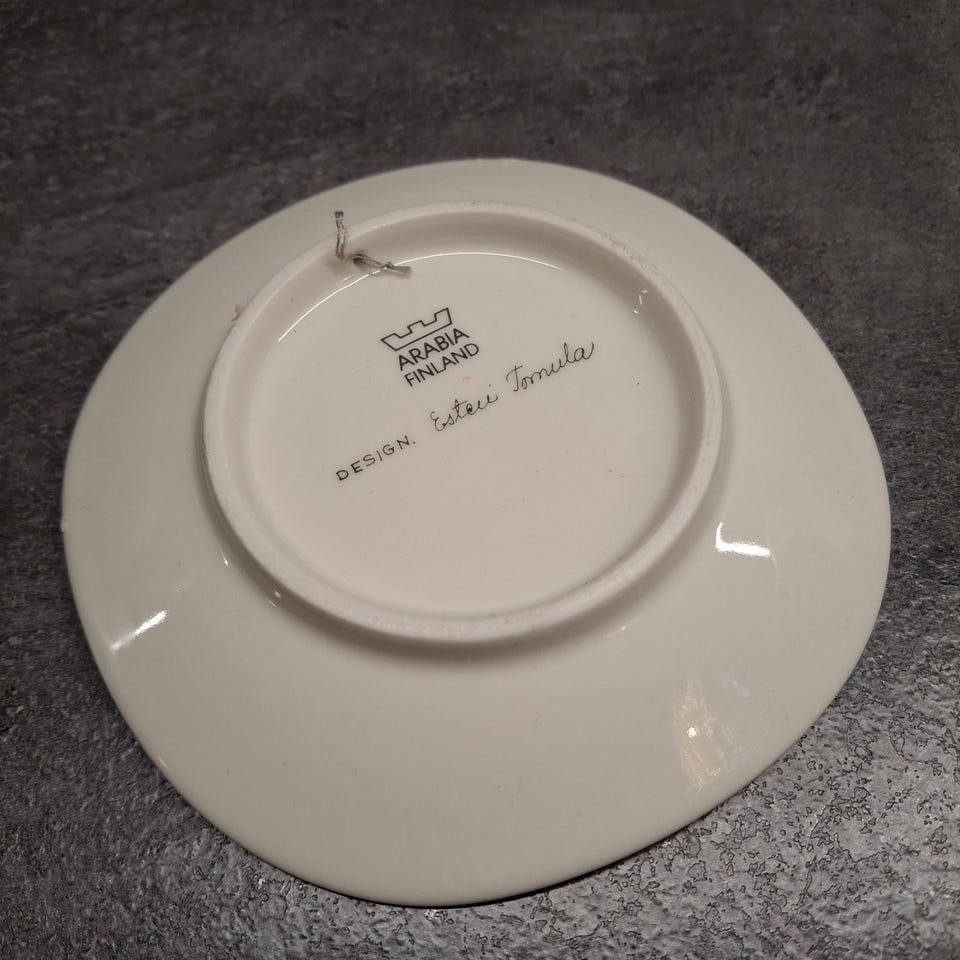 ARABIA
FINLAND
DESIGN. Esteri Tomula